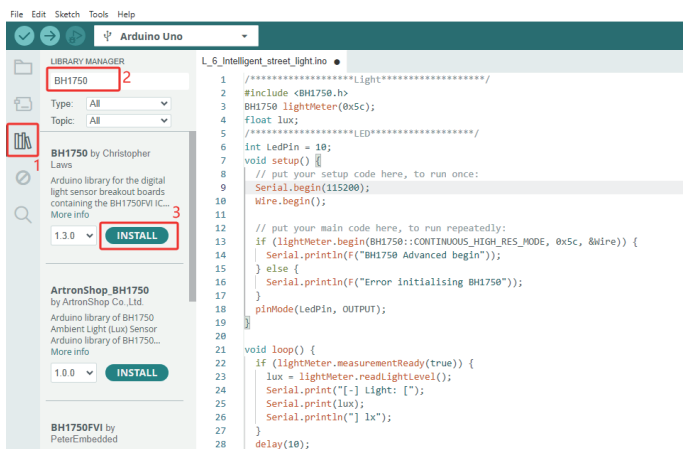 File Edit Sketch Tools Help
Arduino Uno
LIBRARY MANAGER
BH1750
2
Type: All
Topic: All
1
BH1750 by Christopher
Laws
Arduino library for the digital
light sensor breakout boards
containing the BH1750FVI IC...
More info
3
1.3.0 INSTALL
ArtronShop_BH1750
by ArtronShop Co.,Ltd.
Arduino library of BH1750
Ambient Light (Lux) Sensor
Arduino library of BH1750...
More info
1.0.0 INSTALL
BH1750FVI by
PeterEmbedded
L_6_Intelligent_street_light.ino
1 /*******************Light*******************/
2 #include <BH1750.h>
3 BH1750 lightMeter(0x5c);
4 float lux;
5 /*******************LED*******************/
6 int LedPin = 10;
7 void setup() {
8 // put your setup code here, to run once:
9 Serial.begin(115200);
10 Wire.begin();
11
12 // put your main code here, to run repeatedly:
13 if (lightMeter.begin(BH1750::CONTINUOUS_HIGH_RES_MODE, 0x5c, &Wire)) {
14 Serial.println(F("BH1750 Advanced begin"));
15 } else {
16 Serial.println(F("Error initialising BH1750"));
17 }
18 pinMode(LedPin, OUTPUT);
19 }
20
21 void loop() {
22 if (lightMeter.measurementReady(true)) {
23 lux = lightMeter.readLightLevel();
24 Serial.print("[-] Light: [");
25 Serial.print(lux);
26 Serial.println("] lx");
27 }
28 delay(10);